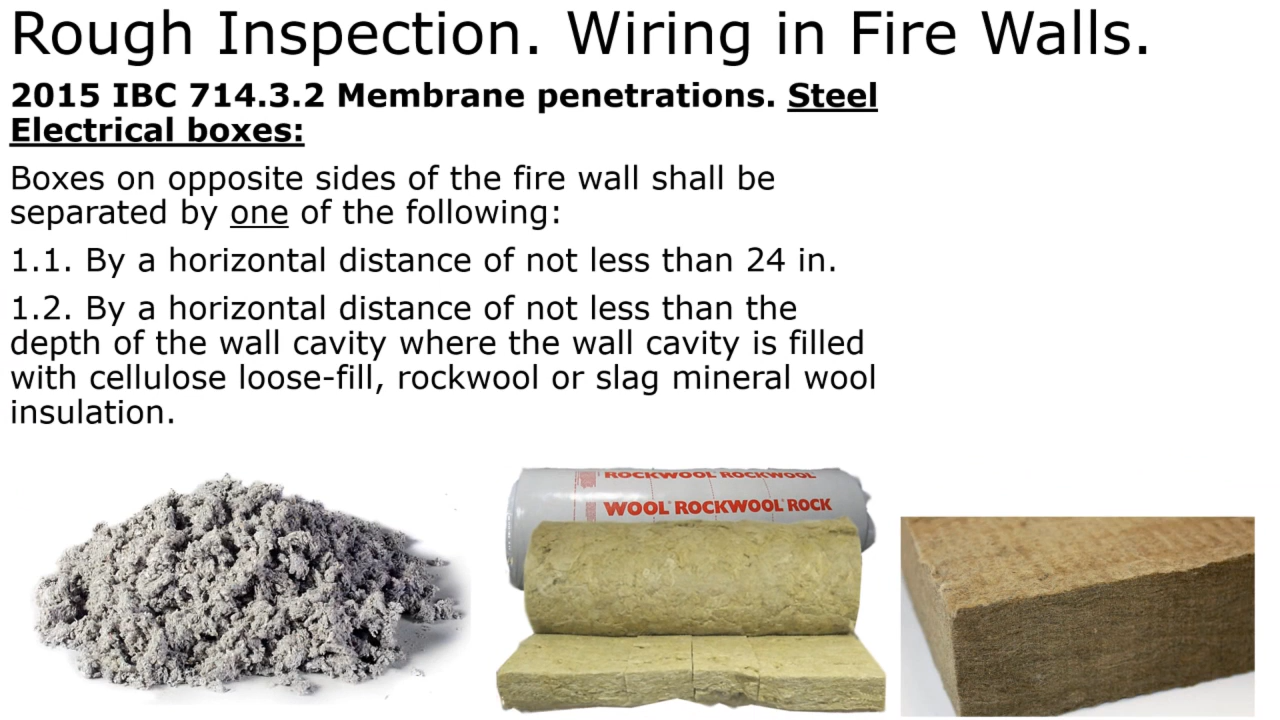 Rough Inspection. Wiring in Fire Walls.
2015 IBC 714.3.2 Membrane penetrations. Steel
Electrical boxes:
Boxes on opposite sides of the fire wall shall be
separated by one of the following:
1.1. By a horizontal distance of not less than 24 in.
1.2. By a horizontal distance of not less than the
depth of the wall cavity where the wall cavity is filled
with cellulose loose-fill, rockwool or slag mineral wool
insulation.
ROCKWOOL ROCKWOOL
WOOL ROCKWOOL ROCK